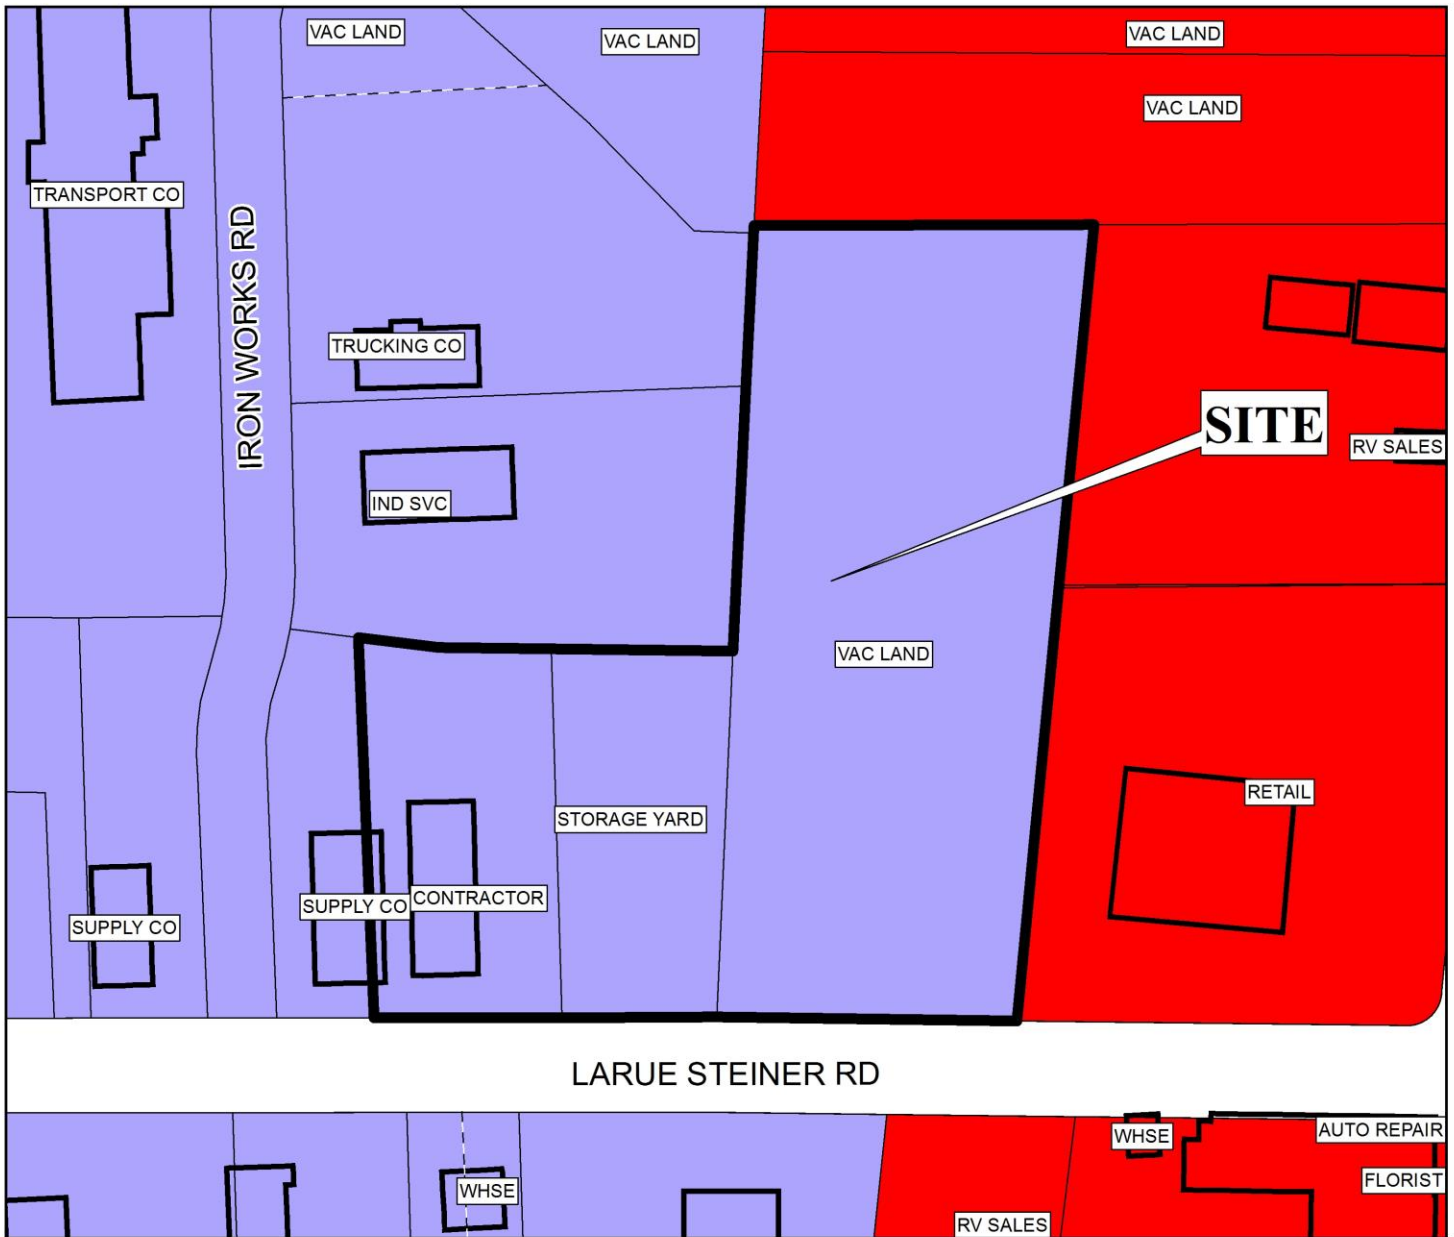 VAC LAND
VAC LAND
VAC LAND
VAC LAND
TRANSPORT CO
IRON WORKS RD
TRUCKING CO
SITE
RV SALES
IND SVC
VAC LAND
RETAIL
STORAGE YARD
SUPPLY CO
CONTRACTOR
SUPPLY CO
LARUE STEINER RD
WHSE
AUTO REPAIR
FLORIST
WHSE
RV SALES